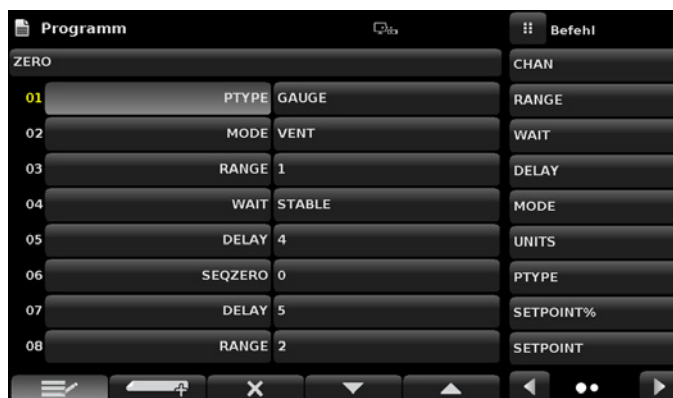 Programm
ZERO
01 PTYPE GAUGE
02 MODE VENT
03 RANGE 1
04 WAIT STABLE
05 DELAY 4
06 SEQZERO 0
07 DELAY 5
08 RANGE 2
Befehl
CHAN
RANGE
WAIT
DELAY
MODE
UNITS
PTYPE
SETPOINT%
SETPOINT